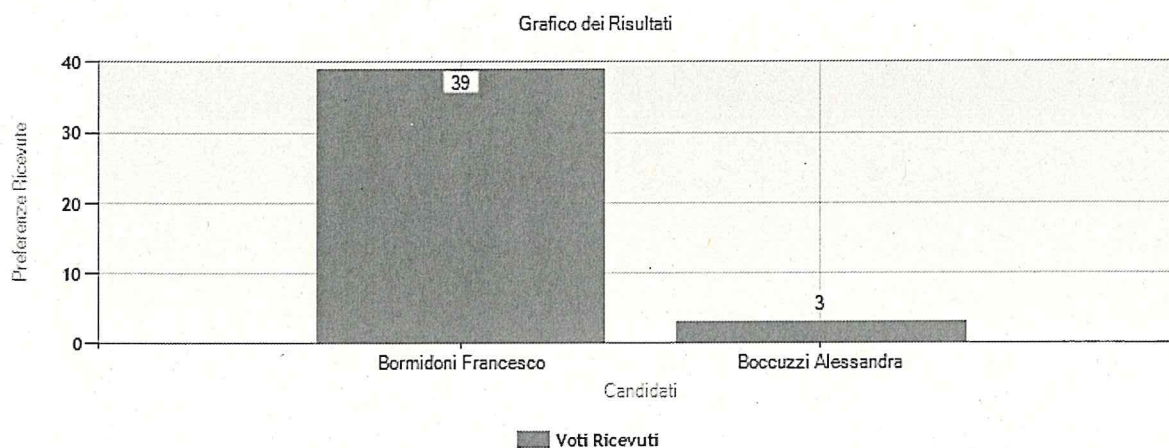 Grafico dei Risultati
Preferenze Ricevute
40
30
20
10
0
39
3
Bormidoni Francesco
Boccuzzi Alessandra
Candidati
Voti Ricevuti